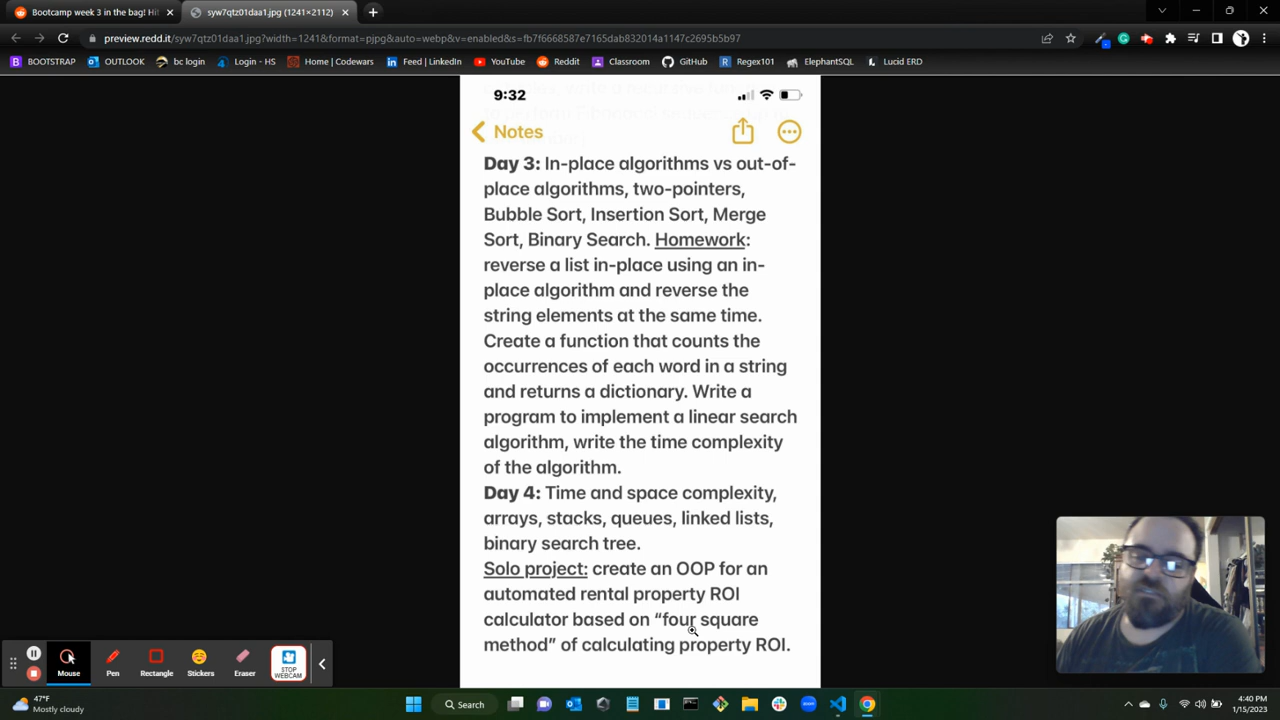 Bootcamp week 3 in the bag! Hi
syw7qtz01daa1.jpg (1241×2112)
preview.redd.it/syw7qtz01daa1.jpg?width=1241&format=pjpg&auto=webp&v=enabled&s=fb7f6668587e7165dab832014a1147c2695b5b97
BOOTSTRAP OUTLOOK bc login Login - HS Home | Codewars Feed | LinkedIn YouTube Reddit Classroom GitHub Regex101 ElephantSQL Lucid ERD
9:32
Notes
Day 3: In-place algorithms vs out-of-
place algorithms, two-pointers,
Bubble Sort, Insertion Sort, Merge
Sort, Binary Search. Homework:
reverse a list in-place using an in-
place algorithm and reverse the
string elements at the same time.
Create a function that counts the
occurrences of each word in a string
and returns a dictionary. Write a
program to implement a linear search
algorithm, write the time complexity
of the algorithm.
Day 4: Time and space complexity,
arrays, stacks, queues, linked lists,
binary search tree.
Solo project: create an OOP for an
automated rental property ROI
calculator based on “four square
method” of calculating property ROI.
Mouse Pen Rectangle Stickers Eraser STOP WEBCAM
47°F
Mostly cloudy
Search
4:40 PM
1/15/2023